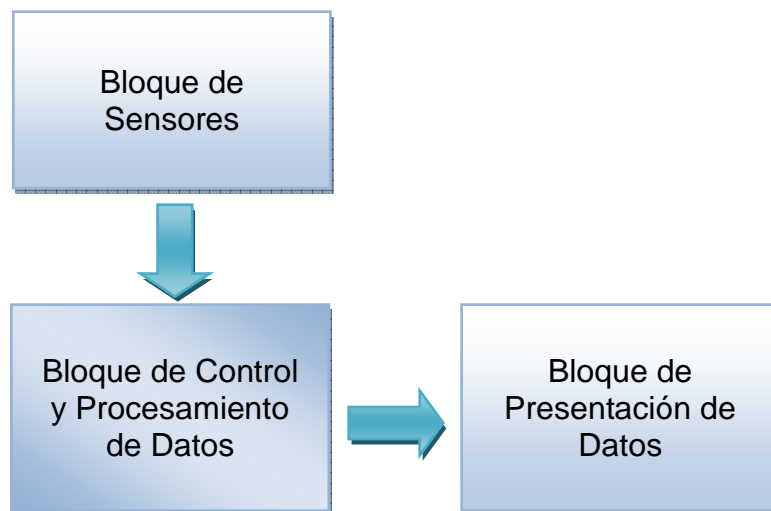 Bloque de
Sensores
Bloque de Control
y Procesamiento
de Datos
Bloque de
Presentación de
Datos